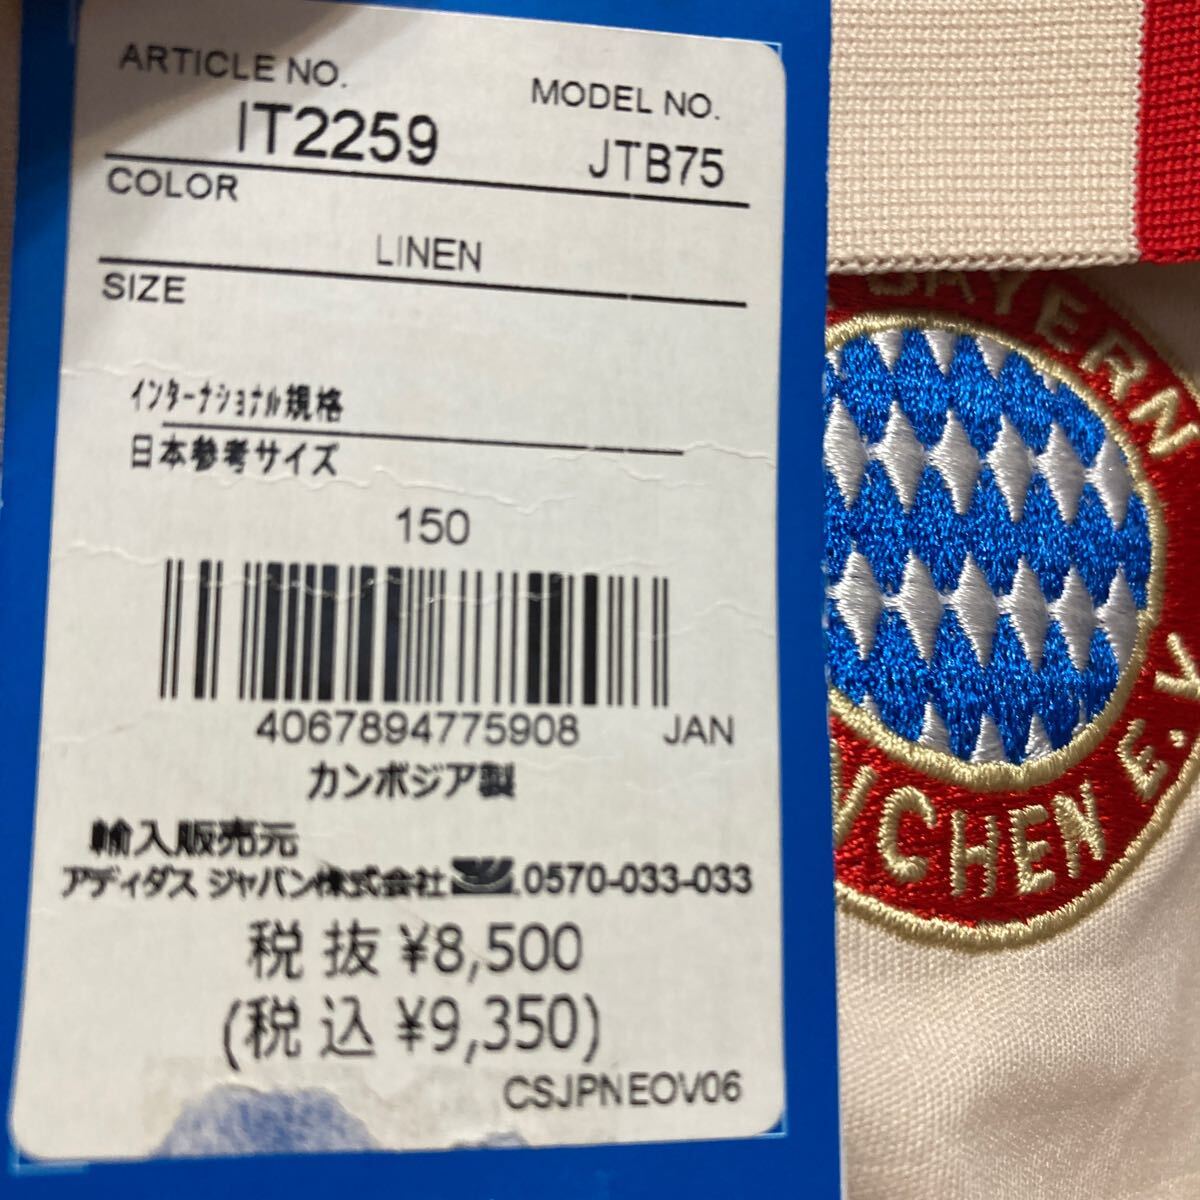 ARTICLE NO.
MODEL NO.
IT2259
JTB75
COLOR
LINEN
SIZE
インターナショナル規格
日本参考サイズ
150
4067894775908 JAN
カンボジア製
輸入販売元
アディダス ジャパン株式会社 0570-033-033
税 抜 ¥8,500
(税 込 ¥9,350)
CSJPNEOV06
BAYERN
NCHEN E.V